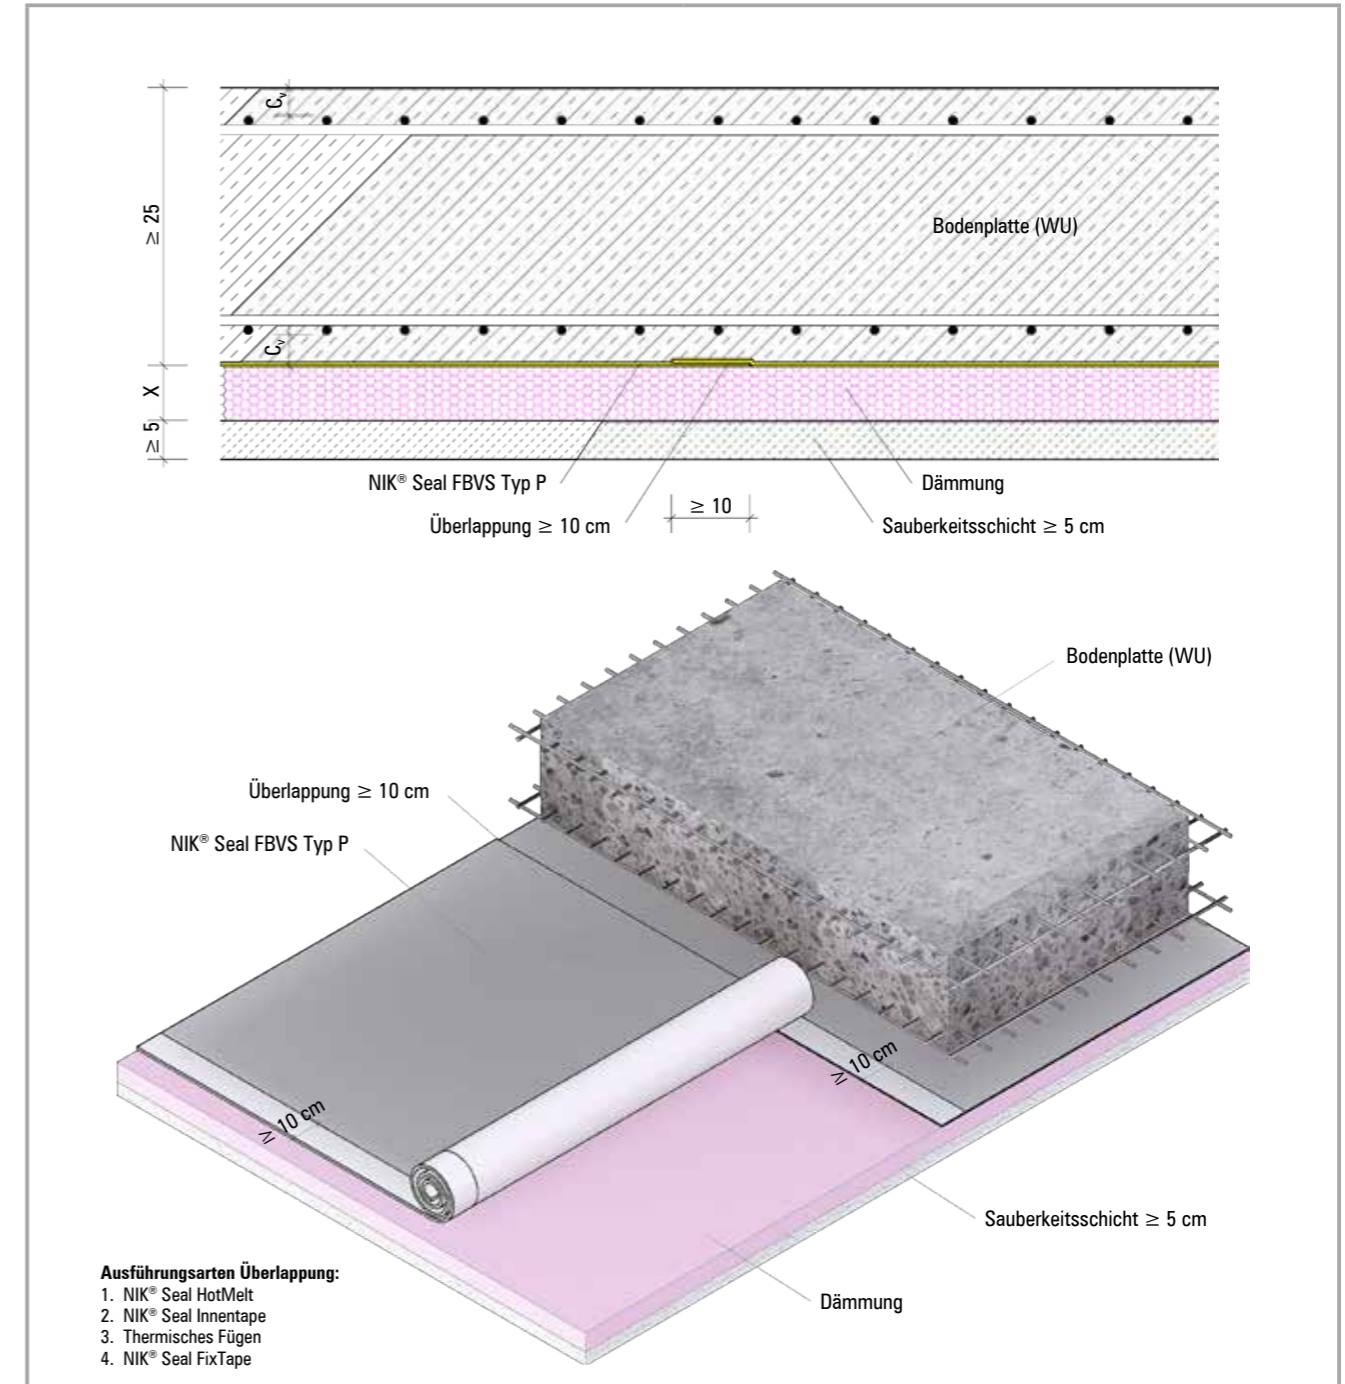 Cv
≥ 25
Bodenplatte (WU)
Cv
X
≥ 5
NIK® Seal FBVS Typ P
Dämmung
≥ 10
Überlappung ≥ 10 cm
Sauberkeitsschicht ≥ 5 cm
Bodenplatte (WU)
Überlappung ≥ 10 cm
NIK® Seal FBVS Typ P
≥ 10 cm
≥ 10 cm
Sauberkeitsschicht ≥ 5 cm
Dämmung
Ausführungsarten Überlappung:
1. NIK® Seal HotMelt
2. NIK® Seal Innentape
3. Thermisches Fügen
4. NIK® Seal FixTape